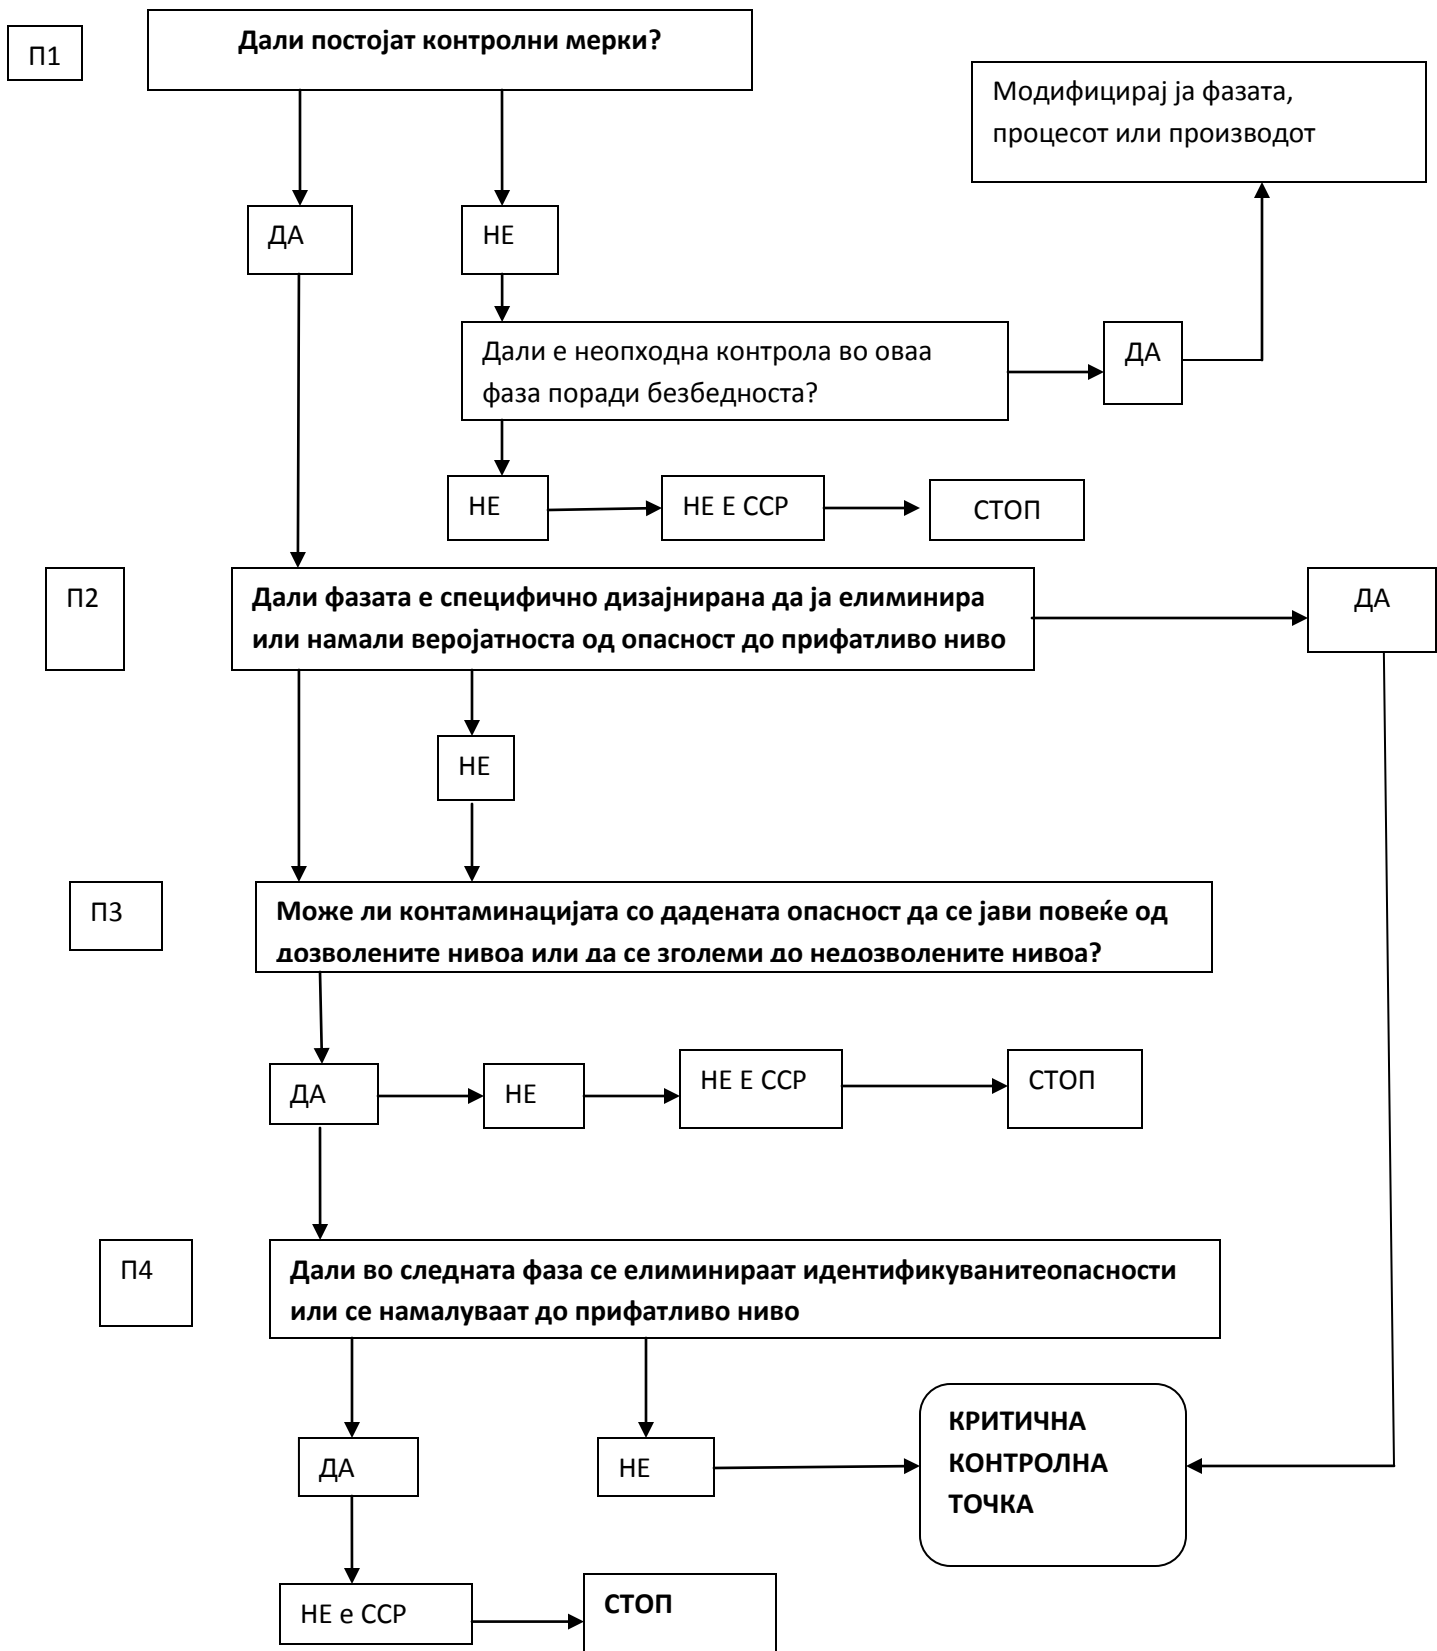 П1
Дали постојат контролни мерки?
Модифицирај ја фазата,
процесот или производот
ДА
НЕ
Дали е неопходна контрола во оваа
фаза поради безбедноста?
ДА
НЕ
НЕ Е ССР
СТОП
П2
Дали фазата е специфично дизајнирана да ја елиминира
или намали веројатноста од опасност до прифатливо ниво
ДА
НЕ
П3
Може ли контаминацијата со дадената опасност да се јави повеќе од
дозволените нивоа или да се зголеми до недозволените нивоа?
ДА
НЕ
НЕ Е ССР
СТОП
П4
Дали во следната фаза се елиминираат идентификуванитеопасности
или се намалуваат до прифатливо ниво
КРИТИЧНА
КОНТРОЛНА
ТОЧКА
ДА
НЕ
НЕ е ССР
СТОП